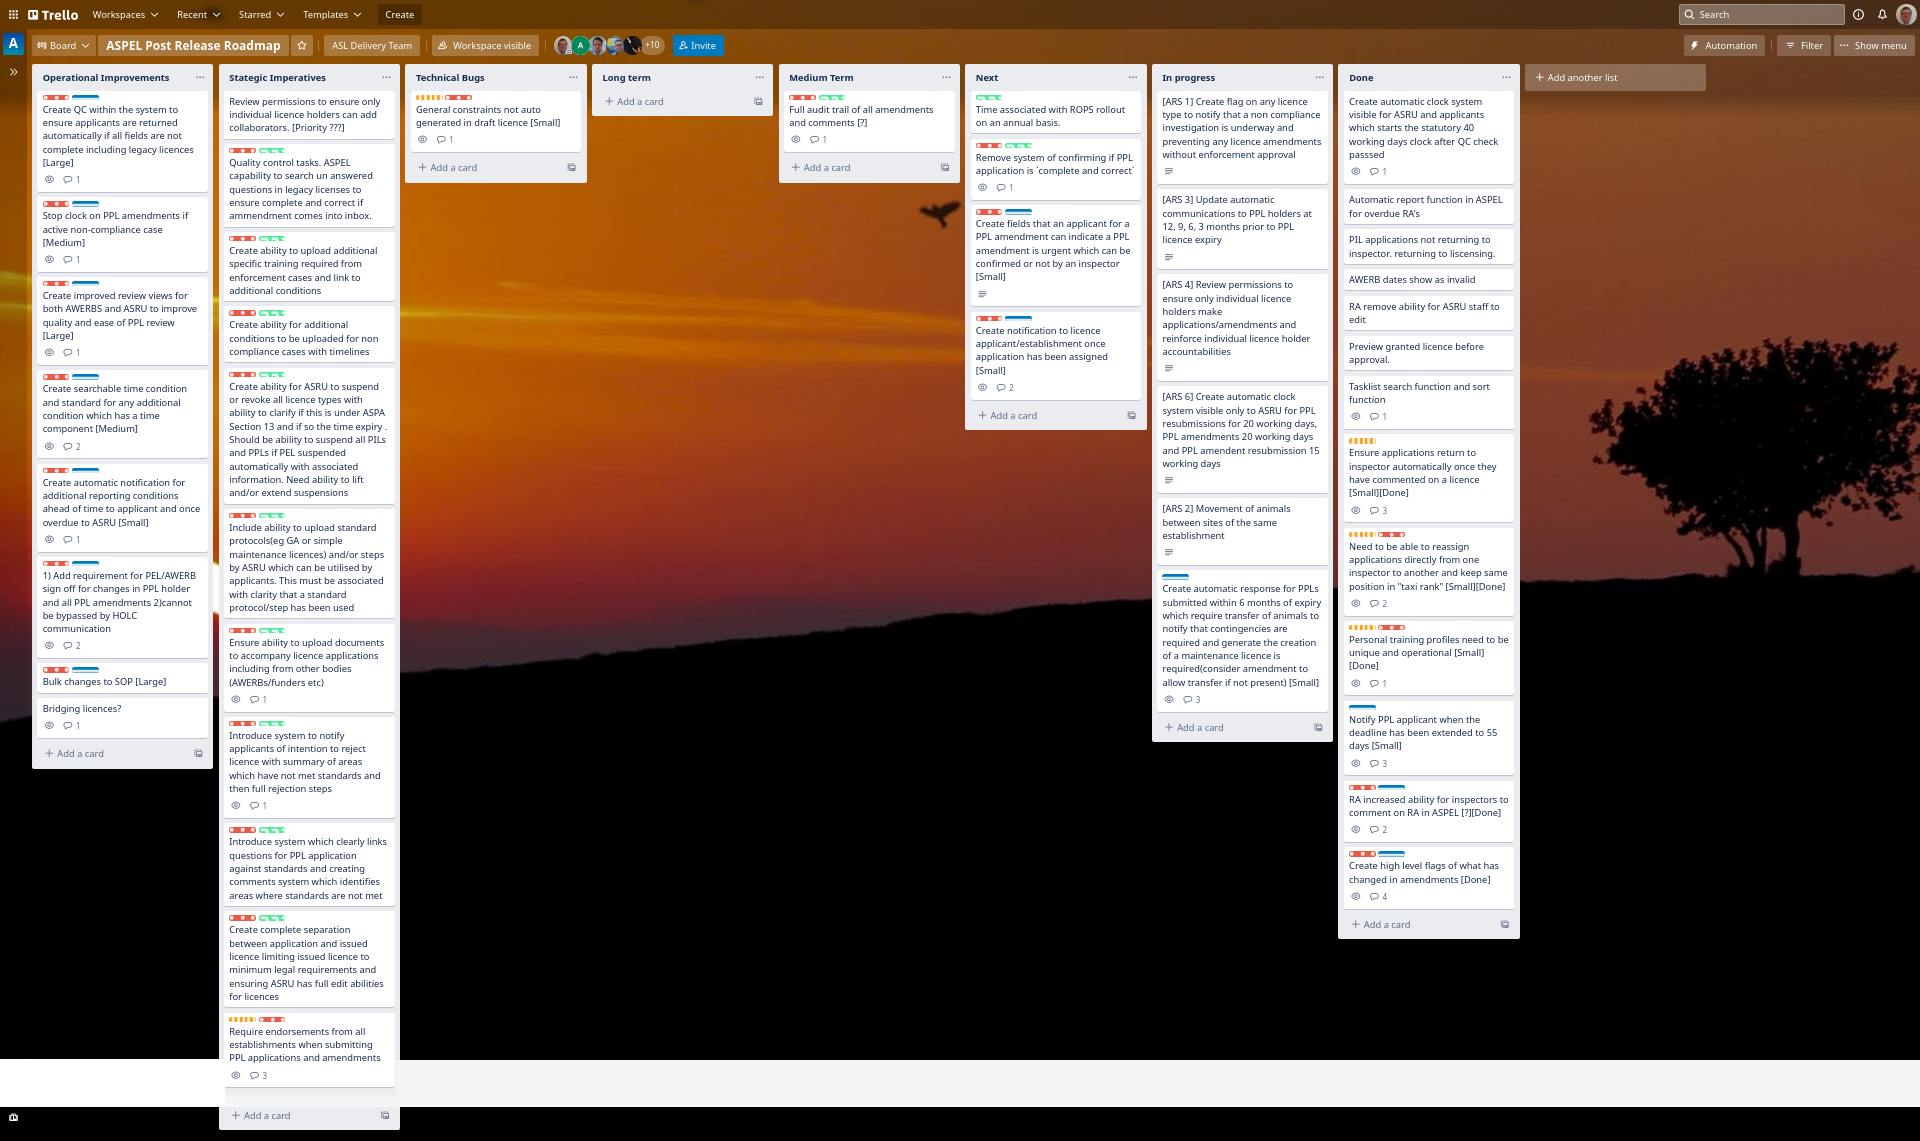 Trello
Workspaces
Recent
Starred
Templates
Create
Search
A
Board
ASPEL Post Release Roadmap
ASL Delivery Team
Workspace visible
A
+10
Invite
Automation
Filter
Show menu
Operational Improvements
Create QC within the system to
ensure applicants are returned
automatically if all fields are not
complete including legacy licences
[Large]
1
Stop clock on PPL amendments if
active non-compliance case
[Medium]
1
Create improved review views for
both AWERBS and ASRU to improve
quality and ease of PPL review
[Large]
1
Create searchable time condition
and standard for any additional
condition which has a time
component [Medium]
2
Create automatic notification for
additional reporting conditions
ahead of time to applicant and once
overdue to ASRU [Small]
1
1) Add requirement for PEL/AWERB
sign off for changes in PPL holder
and all PPL amendments 2)cannot
be bypassed by HOLC
communication
2
Bulk changes to SOP [Large]
Bridging licences?
1
Add a card
Stategic Imperatives
Review permissions to ensure only
individual licence holders can add
collaborators. [Priority ???]
Quality control tasks. ASPEL
capability to search un answered
questions in legacy licenses to
ensure complete and correct if
ammendment comes into inbox.
Create ability to upload additional
specific training required from
enforcement cases and link to
additional conditions
Create ability for additional
conditions to be uploaded for non
compliance cases with timelines
Create ability for ASRU to suspend
or revoke all licence types with
ability to clarify if this is under ASPA
Section 13 and if so the time expiry .
Should be ability to suspend all PILs
and PPLs if PEL suspended
automatically with associated
information. Need ability to lift
and/or extend suspensions
Include ability to upload standard
protocols(eg GA or simple
maintenance licences) and/or steps
by ASRU which can be utilised by
applicants. This must be associated
with clarity that a standard
protocol/step has been used
Ensure ability to upload documents
to accompany licence applications
including from other bodies
(AWERBs/funders etc)
1
Introduce system to notify
applicants of intention to reject
licence with summary of areas
which have not met standards and
then full rejection steps
1
Introduce system which clearly links
questions for PPL application
against standards and creating
comments system which identifies
areas where standards are not met
Create complete separation
between application and issued
licence limiting issued licence to
minimum legal requirements and
ensuring ASRU has full edit abilities
for licences
Require endorsements from all
establishments when submitting
PPL applications and amendments
3
Add a card
Technical Bugs
General constraints not auto
generated in draft licence [Small]
1
Add a card
Long term
Add a card
Medium Term
Full audit trail of all amendments
and comments [?]
1
Add a card
Next
Time associated with ROPS rollout
on an annual basis.
Remove system of confirming if PPL
application is `complete and correct`
1
Create fields that an applicant for a
PPL amendment can indicate a PPL
amendment is urgent which can be
confirmed or not by an inspector
[Small]
Create notification to licence
applicant/establishment once
application has been assigned
[Small]
2
Add a card
In progress
[ARS 1] Create flag on any licence
type to notify that a non compliance
investigation is underway and
preventing any licence amendments
without enforcement approval
[ARS 3] Update automatic
communications to PPL holders at
12, 9, 6, 3 months prior to PPL
licence expiry
[ARS 4] Review permissions to
ensure only individual licence
holders make
applications/amendments and
reinforce individual licence holder
accountabilities
[ARS 6] Create automatic clock
system visible only to ASRU for PPL
resubmissions for 20 working days,
PPL amendments 20 working days
and PPL amendent resubmission 15
working days
[ARS 2] Movement of animals
between sites of the same
establishment
Create automatic response for PPLs
submitted within 6 months of expiry
which require transfer of animals to
notify that contingencies are
required and generate the creation
of a maintenance licence is
required(consider amendment to
allow transfer if not present) [Small]
3
Add a card
Done
Create automatic clock system
visible for ASRU and applicants
which starts the statutory 40
working days clock after QC check
passsed
1
Automatic report function in ASPEL
for overdue RA's
PIL applications not returning to
inspector. returning to liscensing.
AWERB dates show as invalid
RA remove ability for ASRU staff to
edit
Preview granted licence before
approval.
Tasklist search function and sort
function
1
Ensure applications return to
inspector automatically once they
have commented on a licence
[Small][Done]
3
Need to be able to reassign
applications directly from one
inspector to another and keep same
position in "taxi rank" [Small][Done]
2
Personal training profiles need to be
unique and operational [Small]
[Done]
1
Notify PPL applicant when the
deadline has been extended to 55
days [Small]
3
RA increased ability for inspectors to
comment on RA in ASPEL [?][Done]
2
Create high level flags of what has
changed in amendments [Done]
4
Add a card
Add another list